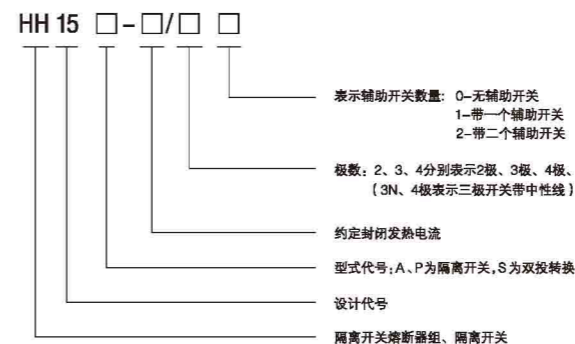 HH 15 □-□/□ □
表示辅助开关数量: 0-无辅助开关
1-带一个辅助开关
2-带二个辅助开关
极数: 2、3、4分别表示2极、3极、4极、
(3N、4极表示三极开关带中性线)
约定封闭发热电流
型式代号:A、P为隔离开关,S为双投转换
设计代号
隔离开关熔断器组、隔离开关